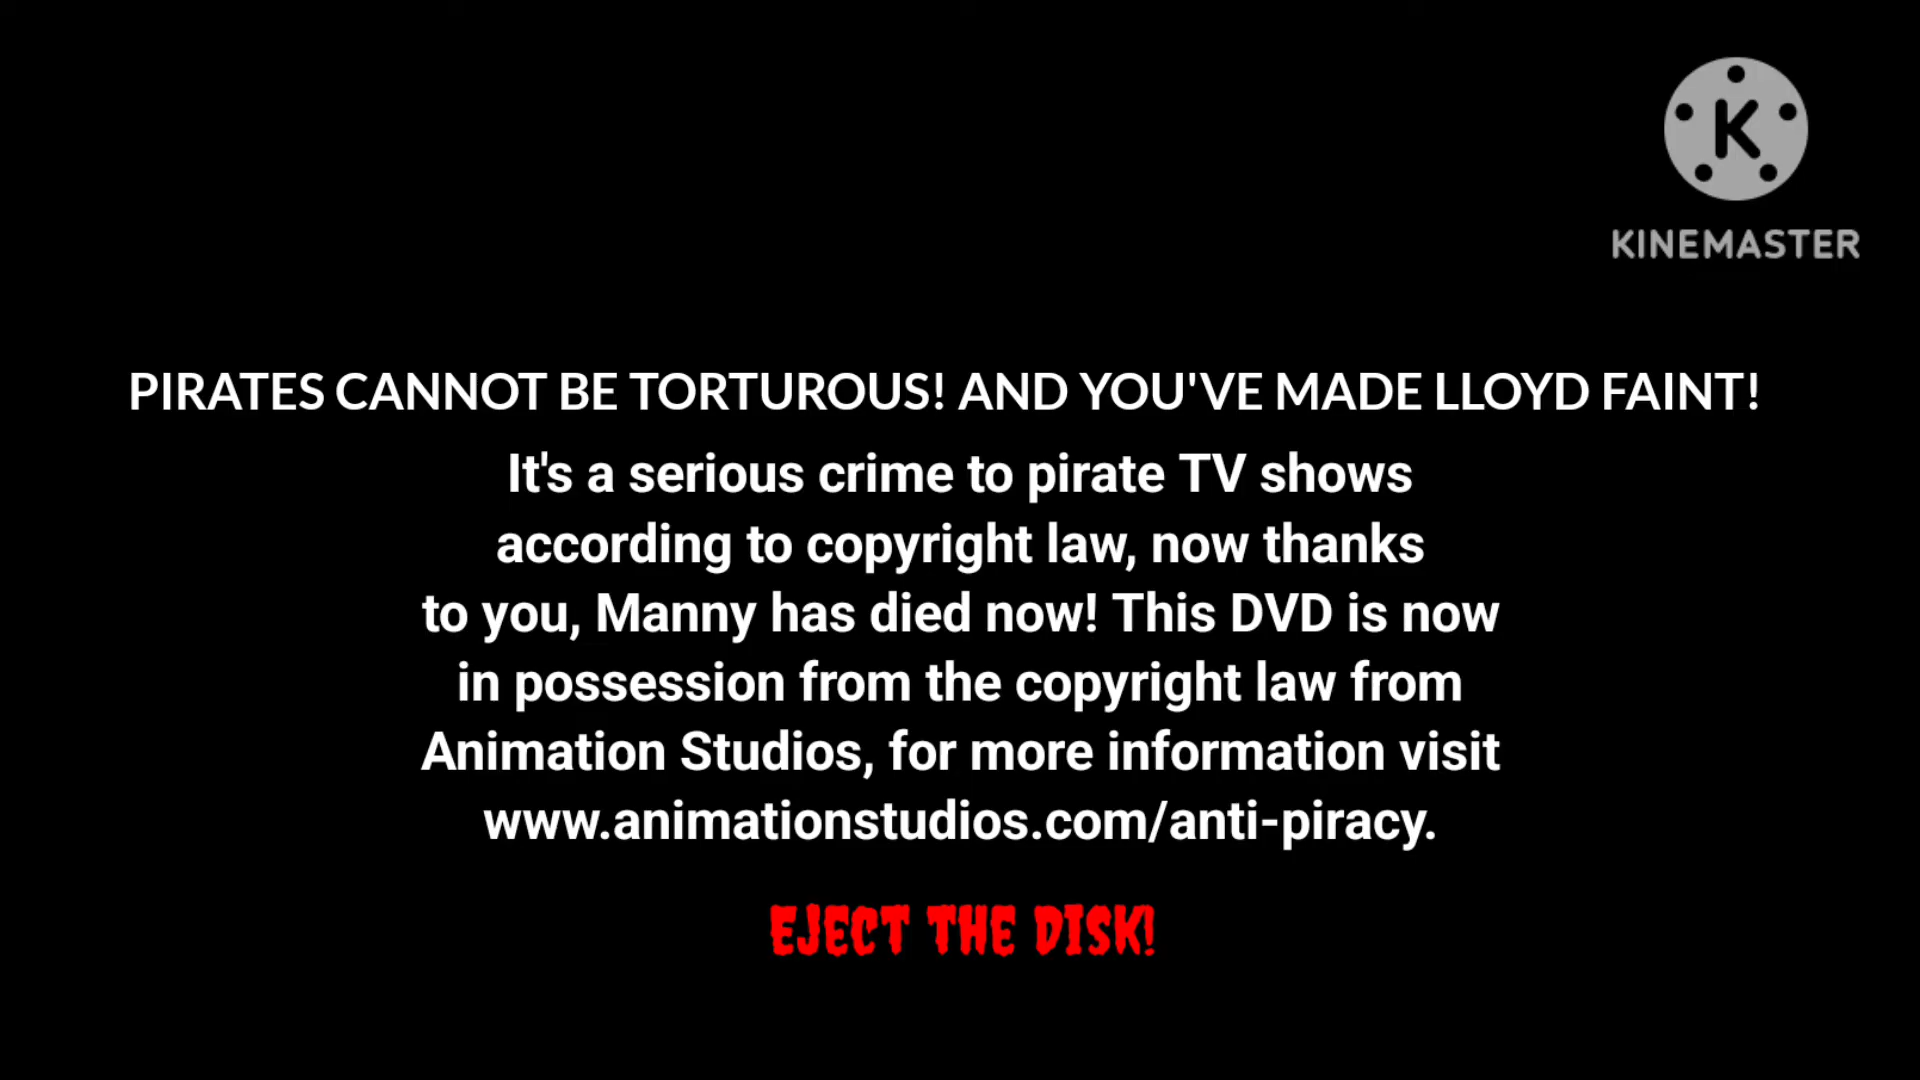 K
KINEMASTER
PIRATES CANNOT BE TORTUROUS! AND YOU'VE MADE LLOYD FAINT!
It's a serious crime to pirate TV shows
according to copyright law, now thanks
to you, Manny has died now! This DVD is now
in possession from the copyright law from
Animation Studios, for more information visit
www.animationstudios.com/anti-piracy.
EJECT THE DISK!